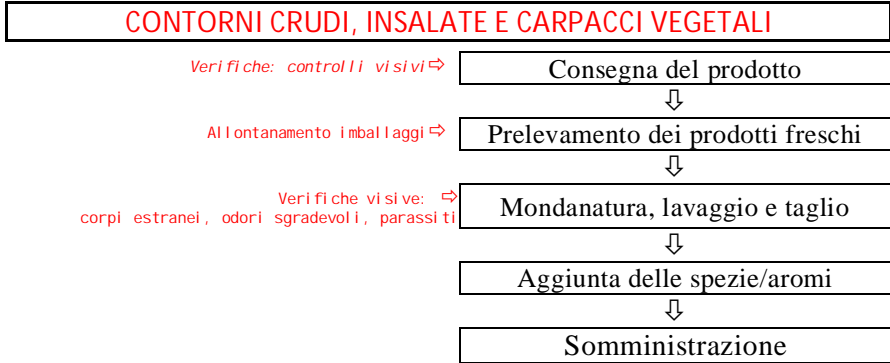 CONTORNI CRUDI, INSALATE E CARPACCI VEGETALI
Verifiche: controlli visivi⇨
Consegna del prodotto
⇩
Allontanamento imballaggi⇨
Prelevamento dei prodotti freschi
⇩
Verifiche visive: ⇨
corpi estranei, odori sgradevoli, parassiti
Mondanatura, lavaggio e taglio
⇩
Aggiunta delle spezie/aromi
⇩
Somministrazione